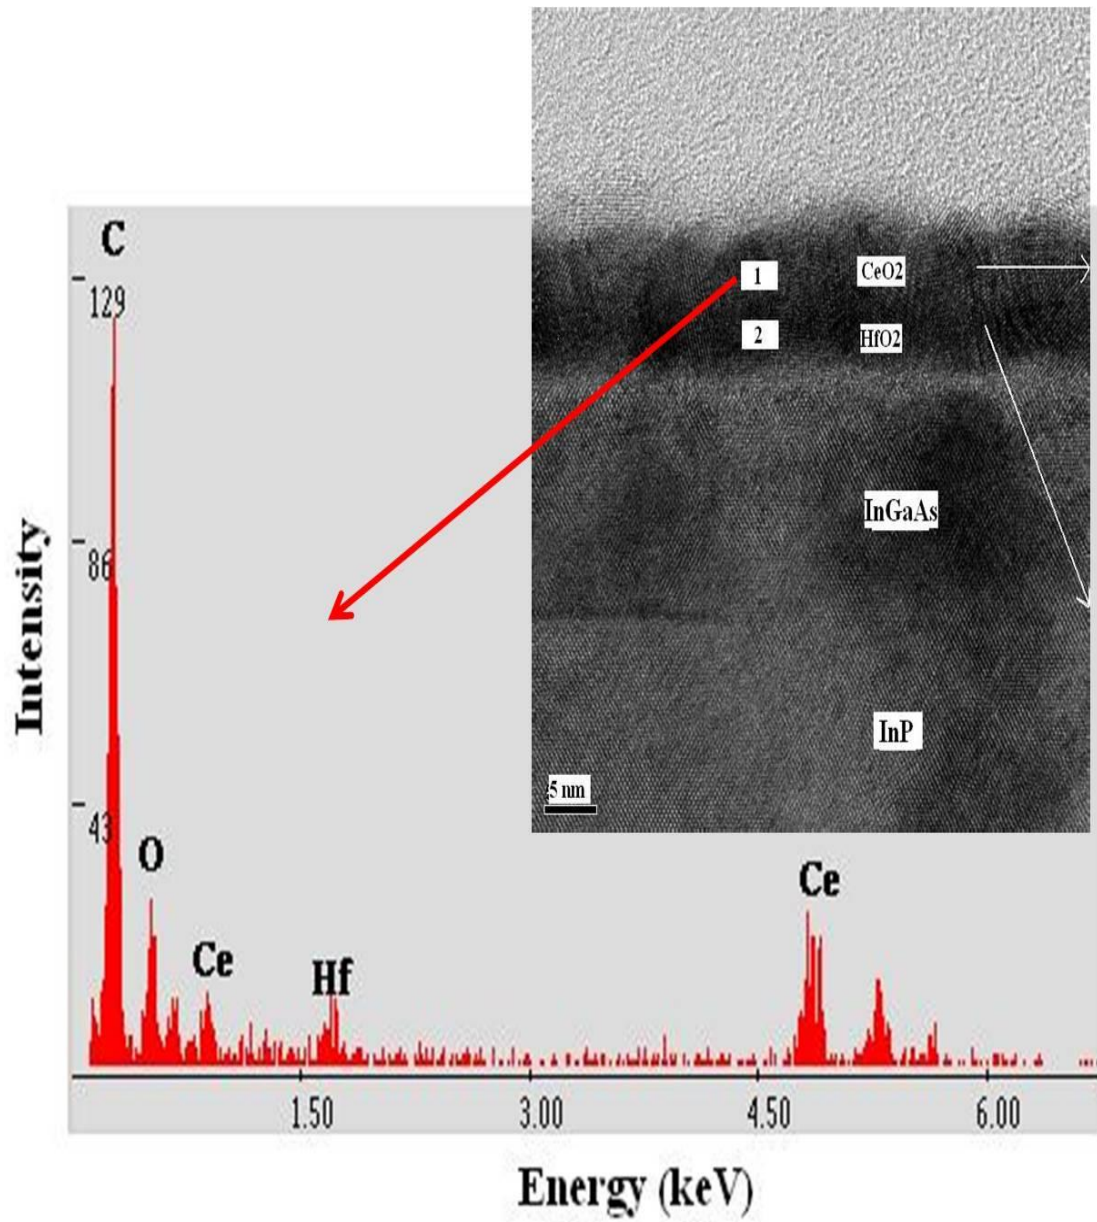 C
129
86
43
O
Ce
Hf
Ce
1.50
3.00
4.50
6.00
Intensity
Energy (keV)
1
CeO2
2
HfO2
InGaAs
InP
5 nm